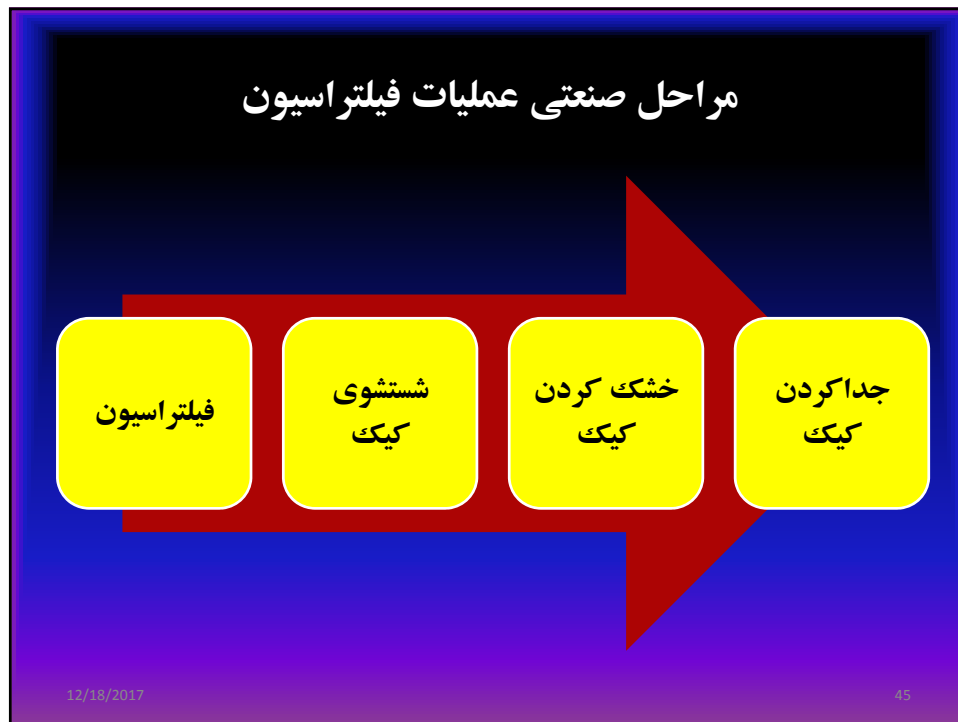 مراحل صنعتی عملیات فیلتراسیون
فیلتراسیون
شستشوی
کیک
خشک کردن
کیک
جداکردن
کیک
12/18/2017
45